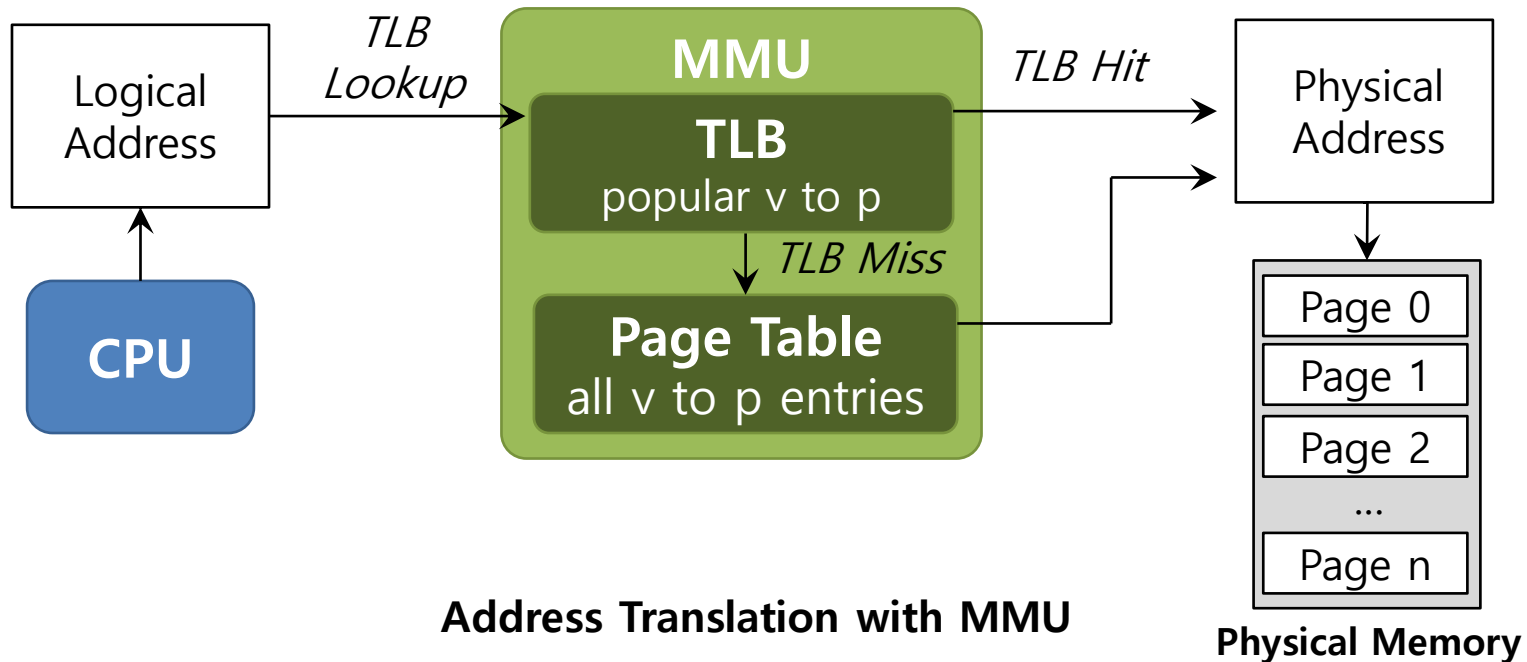 Logical
Address
TLB
Lookup
MMU
TLB
popular v to p
TLB Miss
Page Table
all v to p entries
TLB Hit
Physical
Address
CPU
Page 0
Page 1
Page 2
...
Page n
Address Translation with MMU
Physical Memory